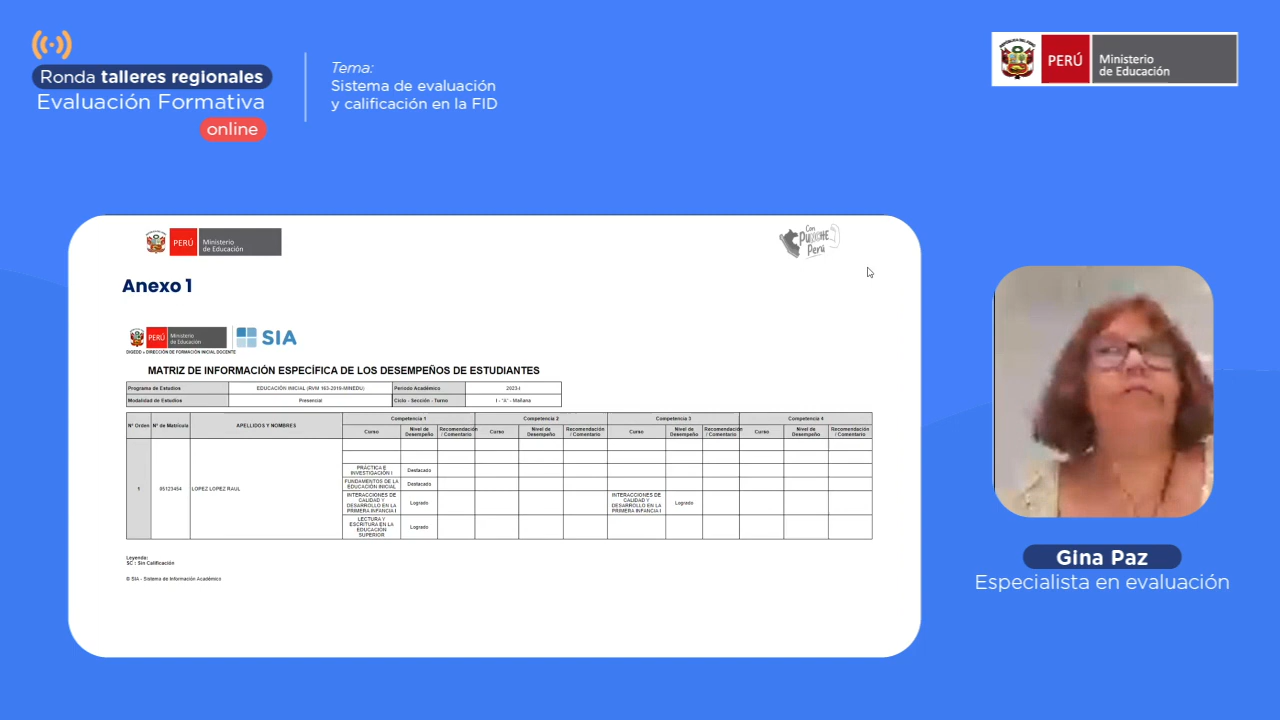 Ronda talleres regionales
Evaluación Formativa
online
Tema:
Sistema de evaluación
y calificación en la FID
PERÚ
Ministerio
de Educación
PERÚ
Ministerio
de Educación
Con
PUNCHE
Perú
Anexo 1
PERÚ
Ministerio
de Educación
SIA
DIGEDD » DIRECCIÓN DE FORMACIÓN INICIAL DOCENTE
MATRIZ DE INFORMACIÓN ESPECÍFICA DE LOS DESEMPEÑOS DE ESTUDIANTES
Programa de Estudios EDUCACIÓN INICIAL (RVM 163-2019-MINEDU) Periodo Académico 2023-I
Modalidad de Estudios Presencial Ciclo - Sección - Turno I - "A" - Mañana
N° Orden N° de Matrícula APELLIDOS Y NOMBRES
Competencia 1 Competencia 2 Competencia 3 Competencia 4
Curso Nivel de Desempeño Recomendación / Comentario Curso Nivel de Desempeño Recomendación / Comentario Curso Nivel de Desempeño Recomendación / Comentario Curso Nivel de Desempeño Recomendación / Comentario
1 05123454 LOPEZ LOPEZ RAUL
PRÁCTICA E
INVESTIGACIÓN I
Destacado
FUNDAMENTOS DE LA
EDUCACIÓN INICIAL
Destacado
INTERACCIONES DE
CALIDAD Y
DESARROLLO EN LA
PRIMERA INFANCIA I
Logrado
INTERACCIONES DE
CALIDAD Y
DESARROLLO EN LA
PRIMERA INFANCIA I
Logrado
LECTURA Y
ESCRITURA EN LA
EDUCACIÓN
SUPERIOR
Logrado
Leyenda:
SC : Sin Calificación
© SIA - Sistema de Información Académico
Gina Paz
Especialista en evaluación